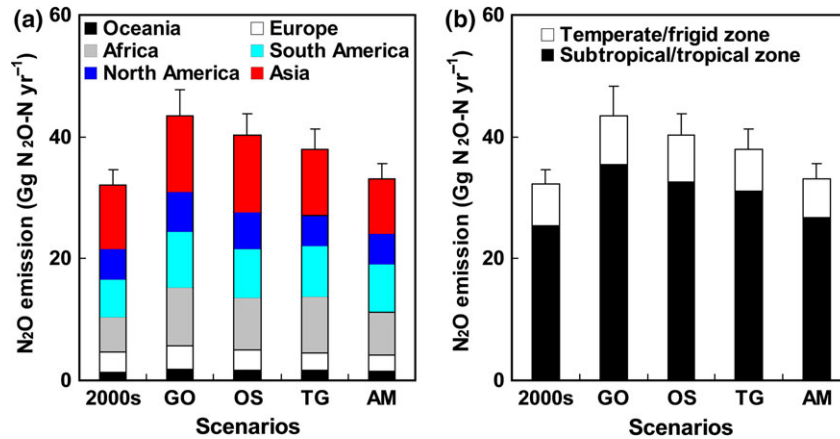 (a)
Oceania Europe
Africa South America
North America Asia
60
40
20
0
N₂O emission (Gg N₂O-N yr⁻¹)
2000s GO OS TG AM
Scenarios
(b)
Temperate/frigid zone
Subtropical/tropical zone
60
40
20
0
N₂O emission (Gg N₂O-N yr⁻¹)
2000s GO OS TG AM
Scenarios